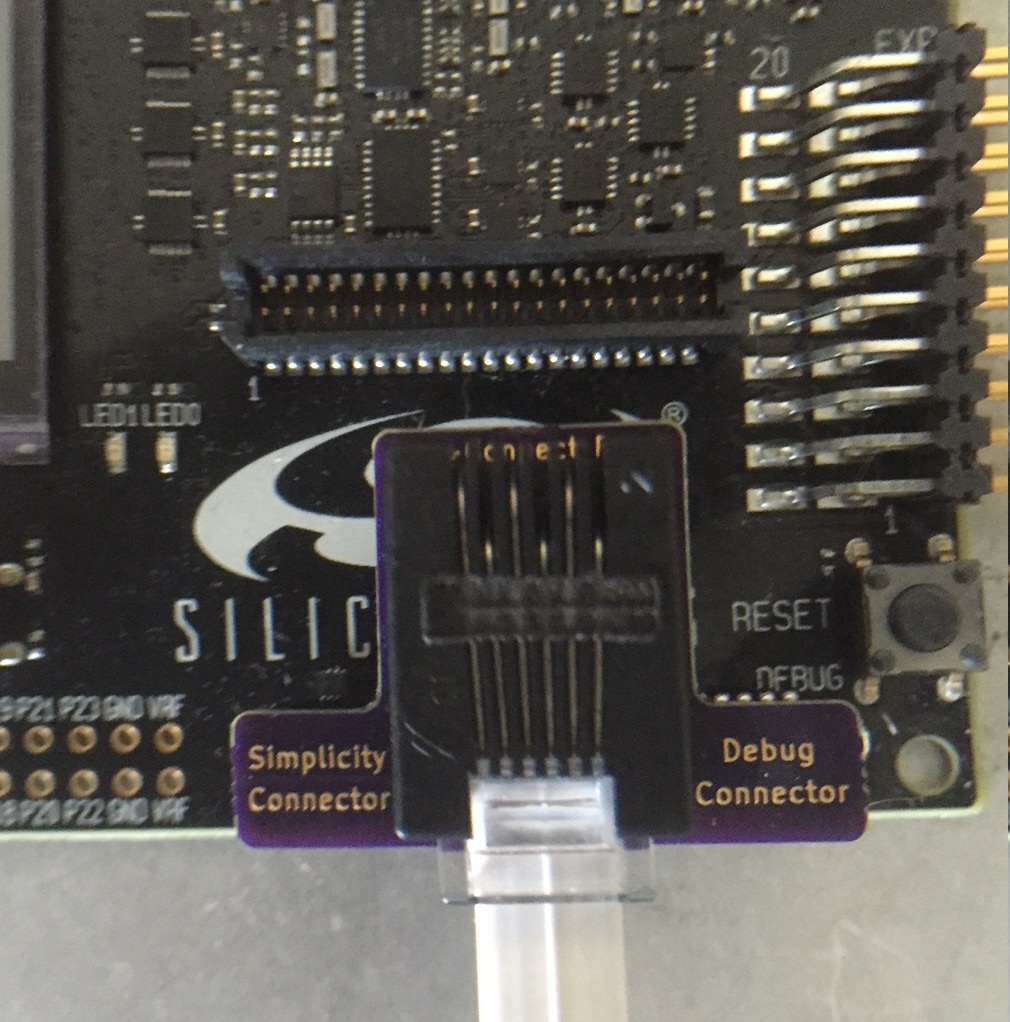 20
EXP
1
LED1 LED0
®
Connect
1
SILIC
RESET
DEBUG
P21 P23 GND VRF
Simplicity
Connector
Debug
Connector
P20 P22 GND VRF